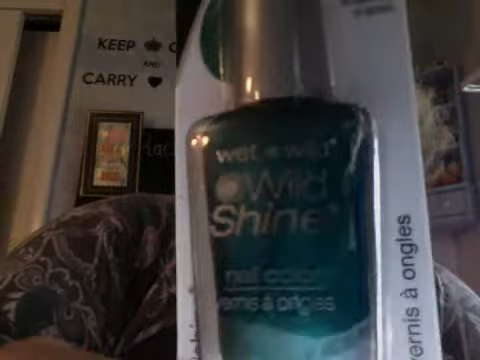 KEEP
AND
CARRY
wet n wild
Wild
Shine
nail color
vernis à ongles
vernis à ongles